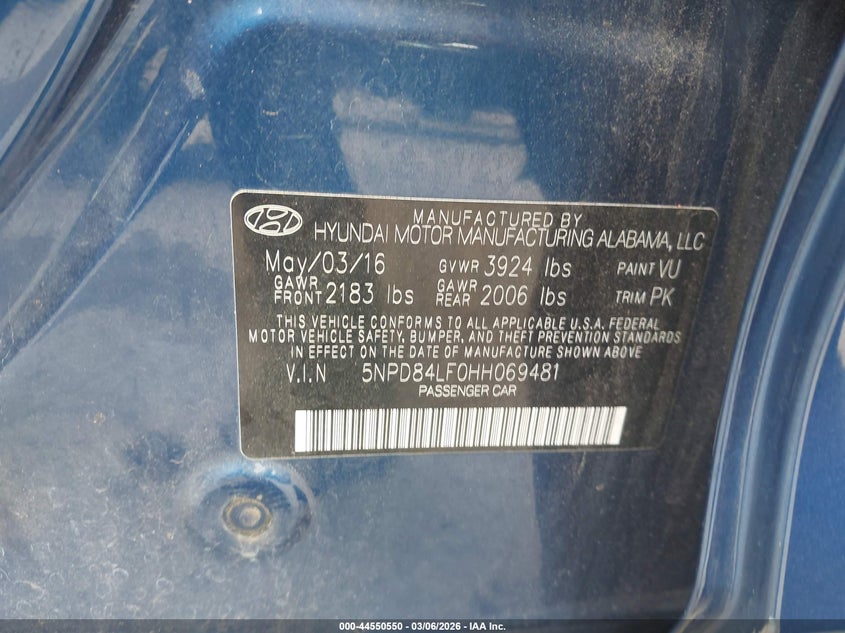 MANUFACTURED BY
HYUNDAI MOTOR MANUFACTURING ALABAMA, LLC
May/03/16 GVWR 3924 lbs PAINT VU
GAWR FRONT 2183 lbs GAWR REAR 2006 lbs TRIM PK
THIS VEHICLE CONFORMS TO ALL APPLICABLE U.S.A. FEDERAL
MOTOR VEHICLE SAFETY, BUMPER, AND THEFT PREVENTION STANDARDS
IN EFFECT ON THE DATE OF MANUFACTURE SHOWN ABOVE
V.I.N 5NPD84LF0HH069481
PASSENGER CAR
000-44550550 | 03/06/2026 - IAA Inc.